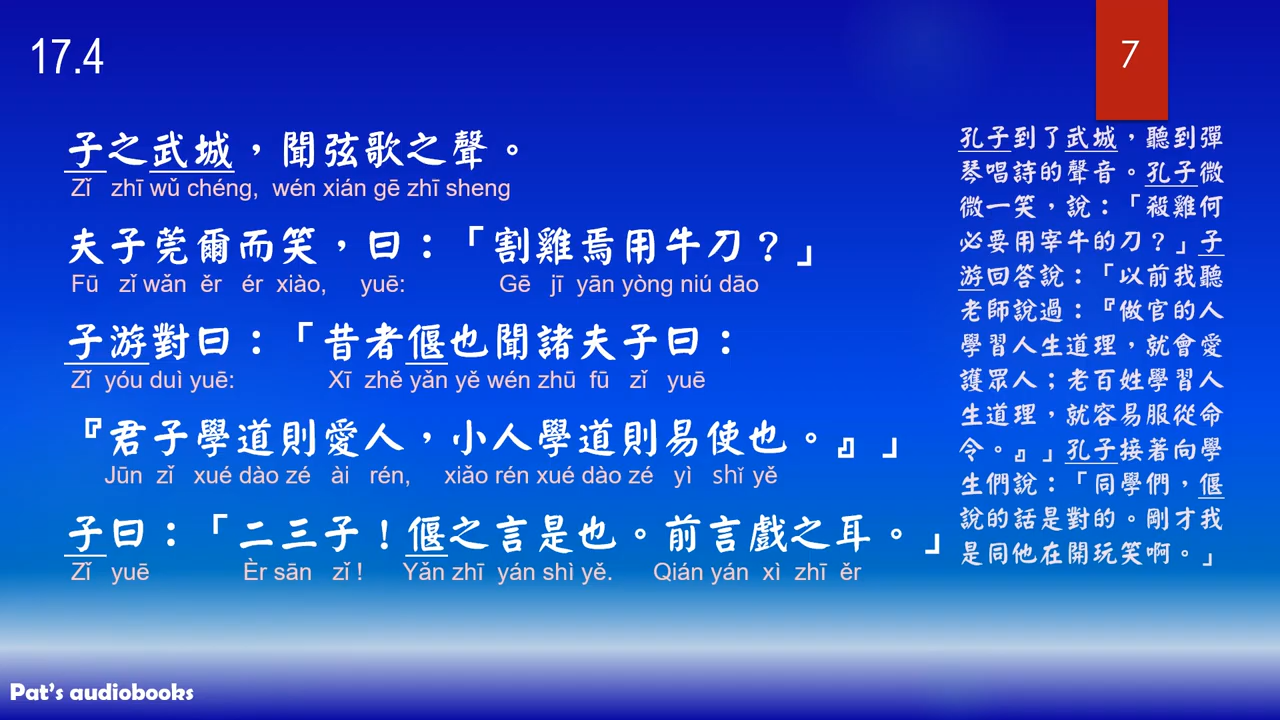 17.4
7
子之武城，聞弦歌之聲。
Zǐ zhī wǔ chéng, wén xián gē zhī sheng
夫子莞爾而笑，曰：「割雞焉用牛刀？」
Fū zǐ wǎn ěr ér xiào, yuē: Gē jī yān yòng niú dāo
子游對曰：「昔者偃也聞諸夫子曰：
Zǐ yóu duì yuē: Xī zhě yǎn yě wén zhū fū zǐ yuē
『君子學道則愛人，小人學道則易使也。』」
Jūn zǐ xué dào zé ài rén, xiǎo rén xué dào zé yì shǐ yě
子曰：「二三子！偃之言是也。前言戲之耳。」
Zǐ yuē Èr sān zǐ ! Yǎn zhī yán shì yě. Qián yán xì zhī ěr
孔子到了武城，聽到彈
琴唱詩的聲音。孔子微
微一笑，說：「殺雞何
必要用宰牛的刀？」子
游回答說：「以前我聽
老師說過：『做官的人
學習人生道理，就會愛
護眾人；老百姓學習人
生道理，就容易服從命
令。』」孔子接著向學
生們說：「同學們，偃
說的話是對的。剛才我
是同他在開玩笑啊。」
Pat's audiobooks